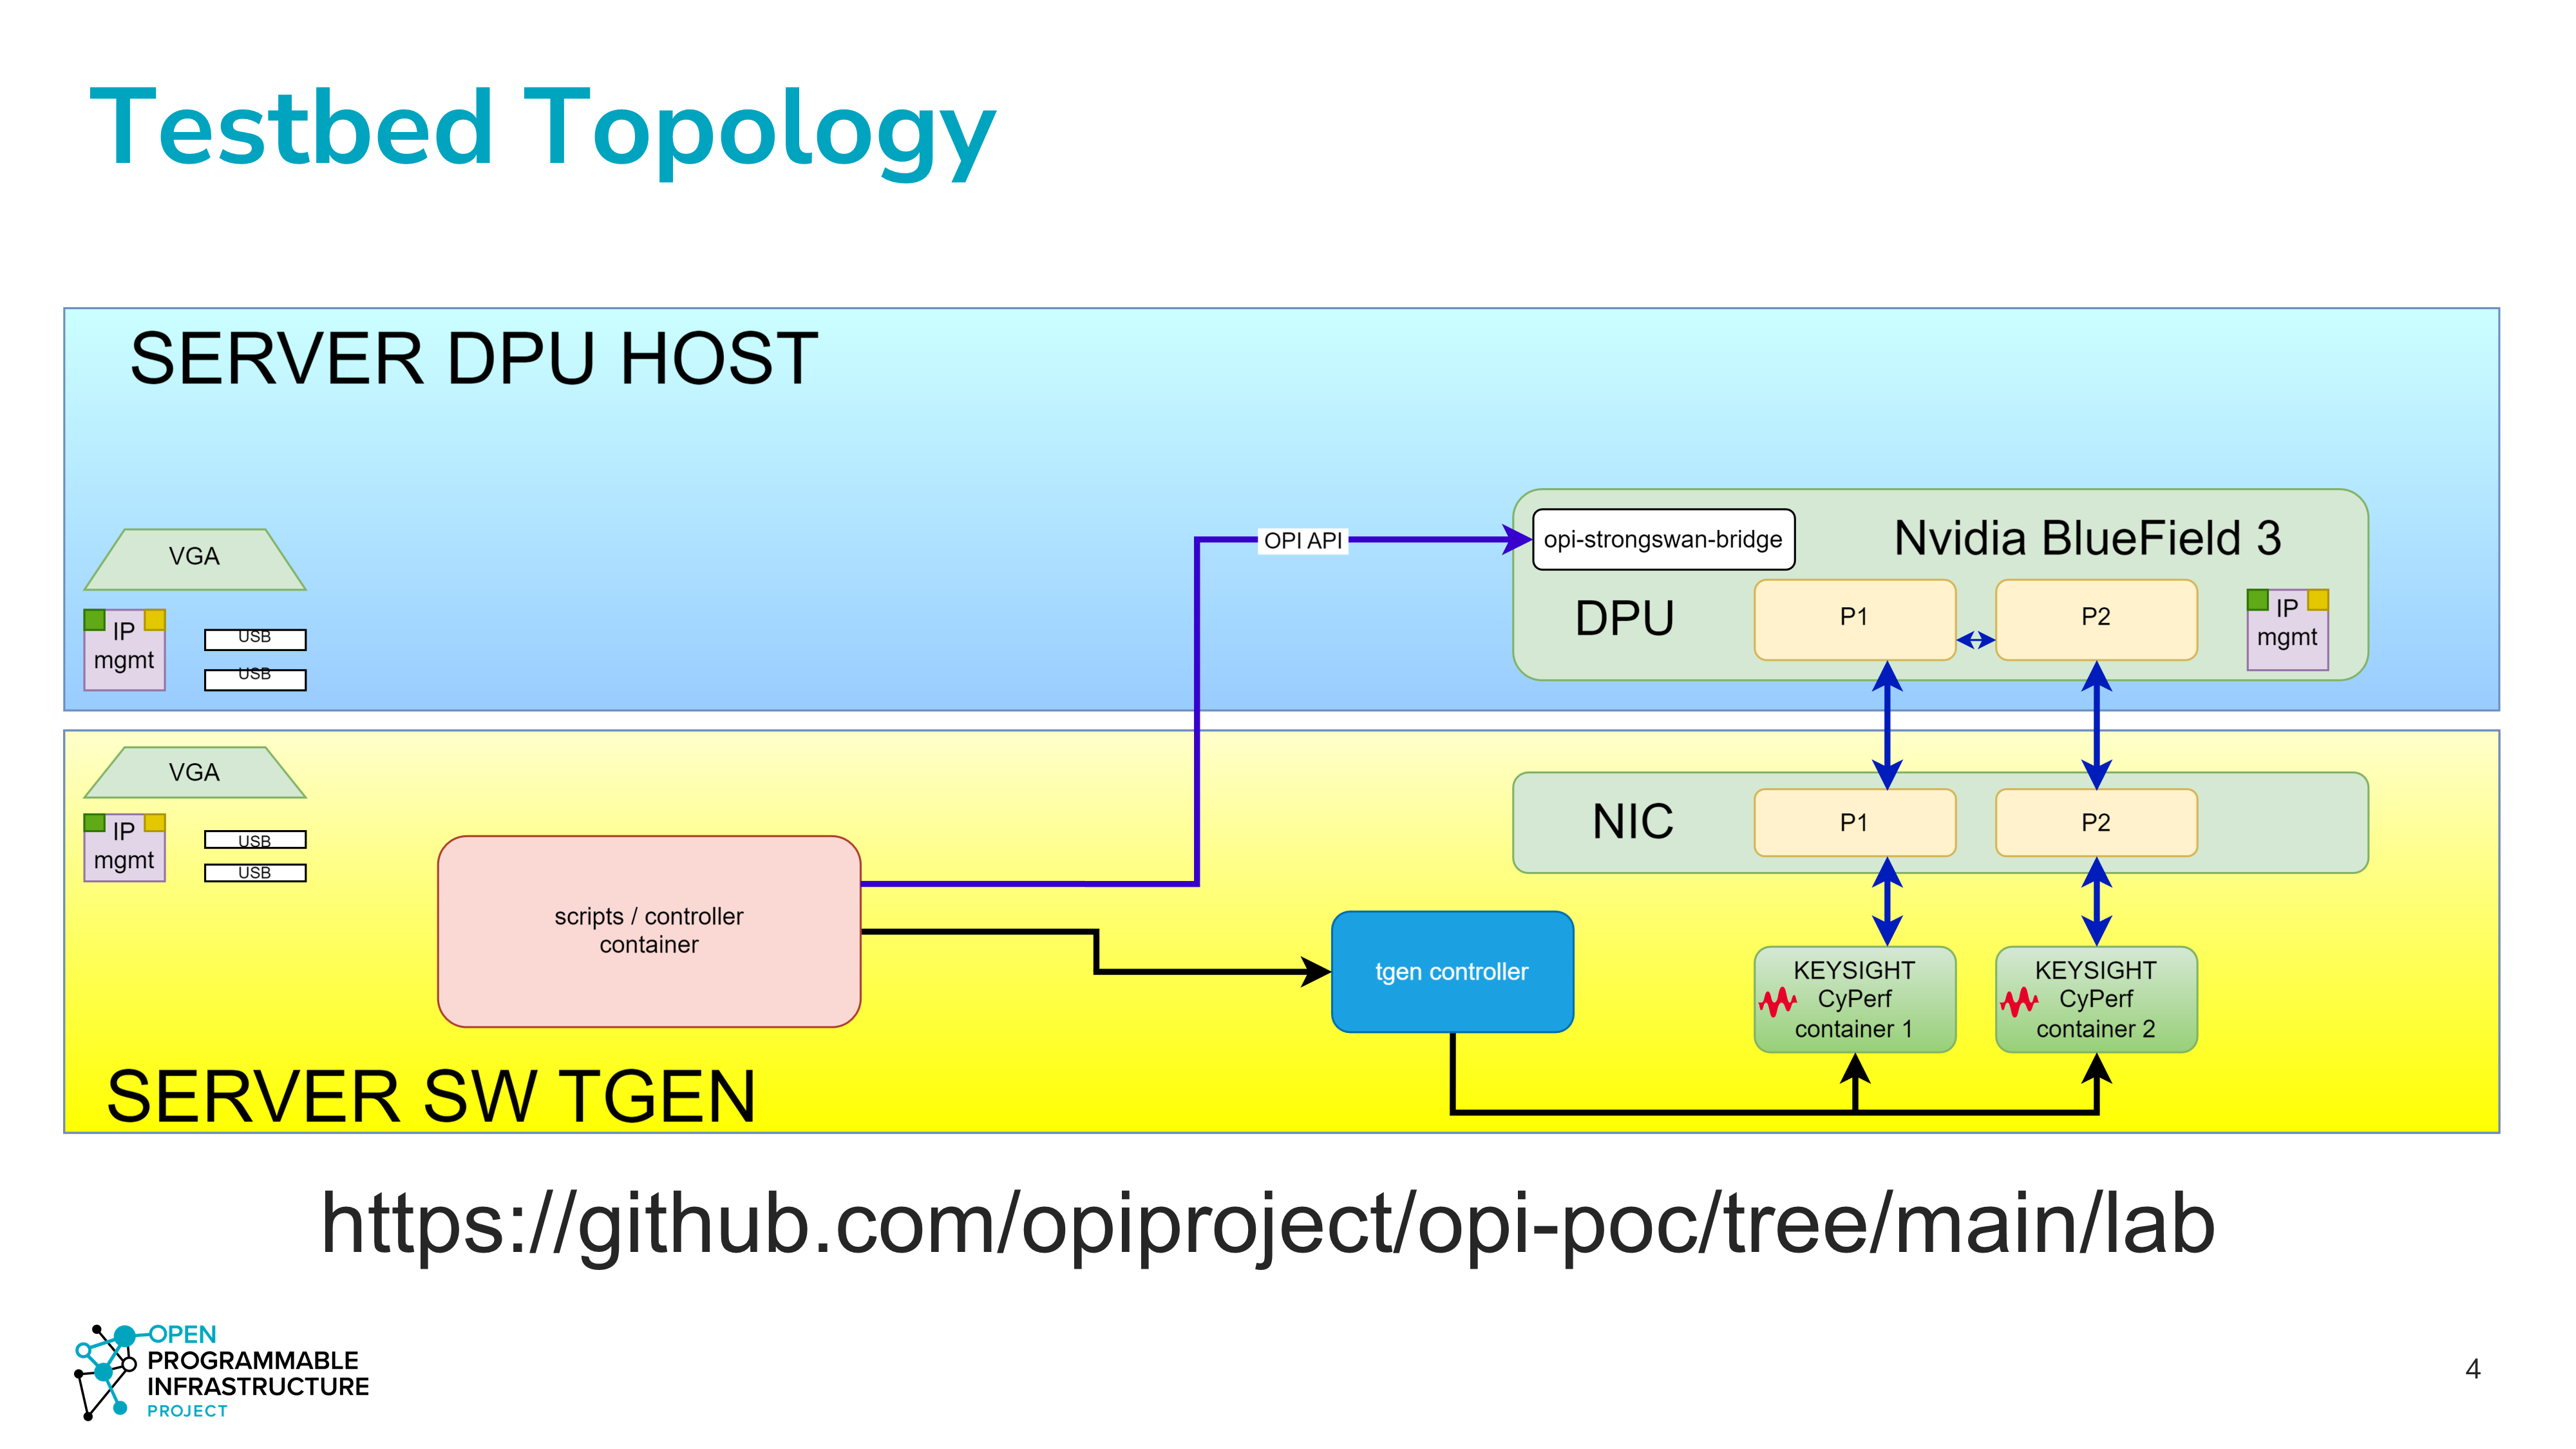 Testbed Topology
SERVER DPU HOST
VGA
IP
mgmt
USB
USB
OPI API
opi-strongswan-bridge
Nvidia BlueField 3
DPU
P1
P2
IP
mgmt
VGA
IP
mgmt
USB
USB
scripts / controller
container
tgen controller
NIC
P1
P2
KEYSIGHT
CyPerf
container 1
KEYSIGHT
CyPerf
container 2
SERVER SW TGEN
https://github.com/opiproject/opi-poc/tree/main/lab
OPEN
PROGRAMMABLE
INFRASTRUCTURE
PROJECT
4